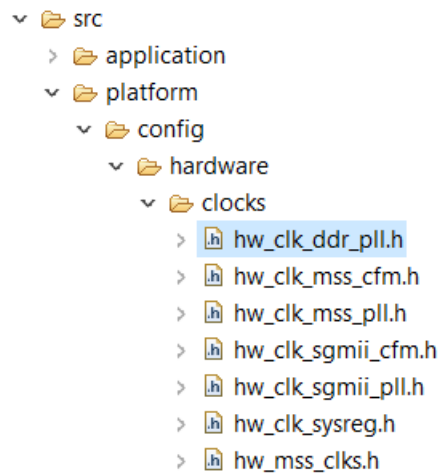 src
application
platform
config
hardware
clocks
hw_clk_ddr_pll.h
hw_clk_mss_cfm.h
hw_clk_mss_pll.h
hw_clk_sgmii_cfm.h
hw_clk_sgmii_pll.h
hw_clk_sysreg.h
hw_mss_clks.h